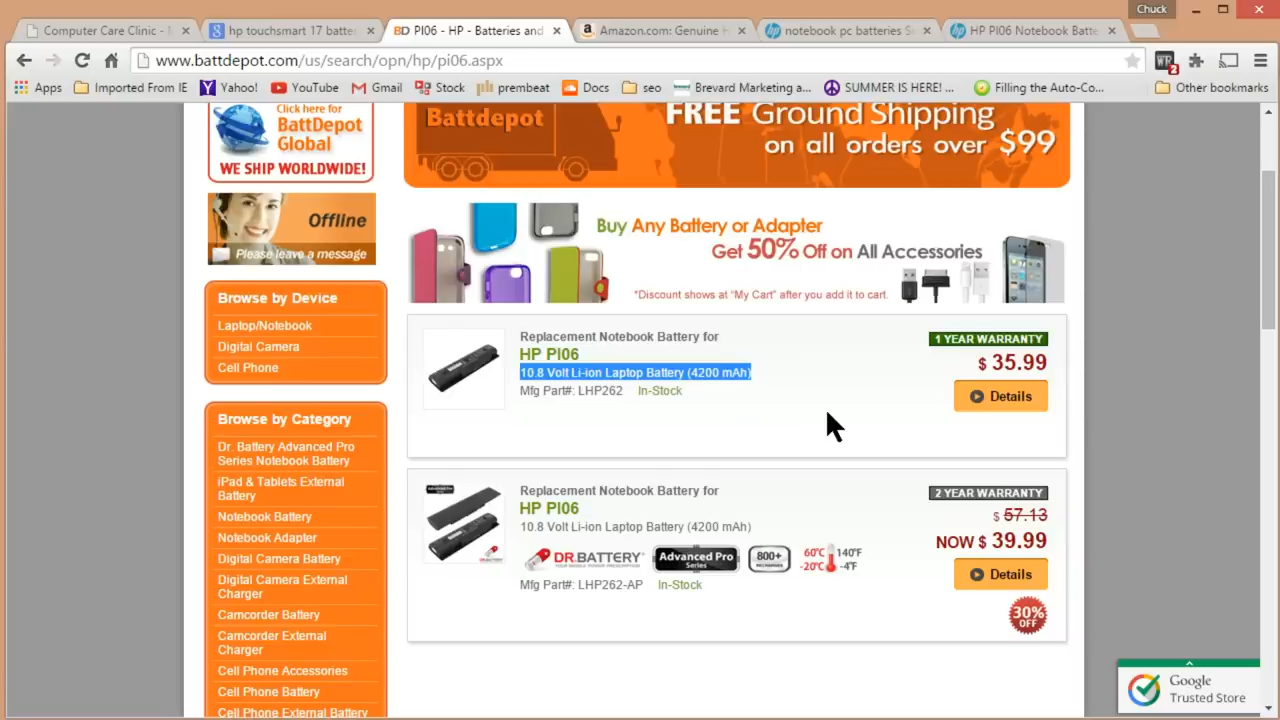 Chuck
Computer Care Clinic -
hp touchsmart 17 batter
BD PI06 - HP - Batteries and
Amazon.com: Genuine H
notebook pc batteries S
HP PI06 Notebook Batte
www.battdepot.com/us/search/opn/hp/pi06.aspx
Apps
Imported From IE
Yahoo!
YouTube
Gmail
Stock
prembeat
Docs
seo
Brevard Marketing a...
SUMMER IS HERE! ...
Filling the Auto-Co...
Other bookmarks
Click here for
BattDepot
Global
WE SHIP WORLDWIDE!
Battdepot
FREE Ground Shipping
on all orders over $99
Offline
Please leave a message
Buy Any Battery or Adapter
Get 50% Off on All Accessories
*Discount shows at "My Cart" after you add it to cart.
Browse by Device
Laptop/Notebook
Digital Camera
Cell Phone
Browse by Category
Dr. Battery Advanced Pro
Series Notebook Battery
iPad & Tablets External
Battery
Notebook Battery
Notebook Adapter
Digital Camera Battery
Digital Camera External
Charger
Camcorder Battery
Camcorder External
Charger
Cell Phone Accessories
Cell Phone Battery
Cell Phone External Battery
Replacement Notebook Battery for
HP PI06
10.8 Volt Li-ion Laptop Battery (4200 mAh)
Mfg Part#: LHP262 In-Stock
1 YEAR WARRANTY
$ 35.99
Details
Replacement Notebook Battery for
HP PI06
10.8 Volt Li-ion Laptop Battery (4200 mAh)
DR.BATTERY
Advanced Pro
Series
800+
60°C 140°F
-20°C -4°F
Mfg Part#: LHP262-AP In-Stock
2 YEAR WARRANTY
$ 57.13
NOW $ 39.99
Details
30%
OFF
Google
Trusted Store